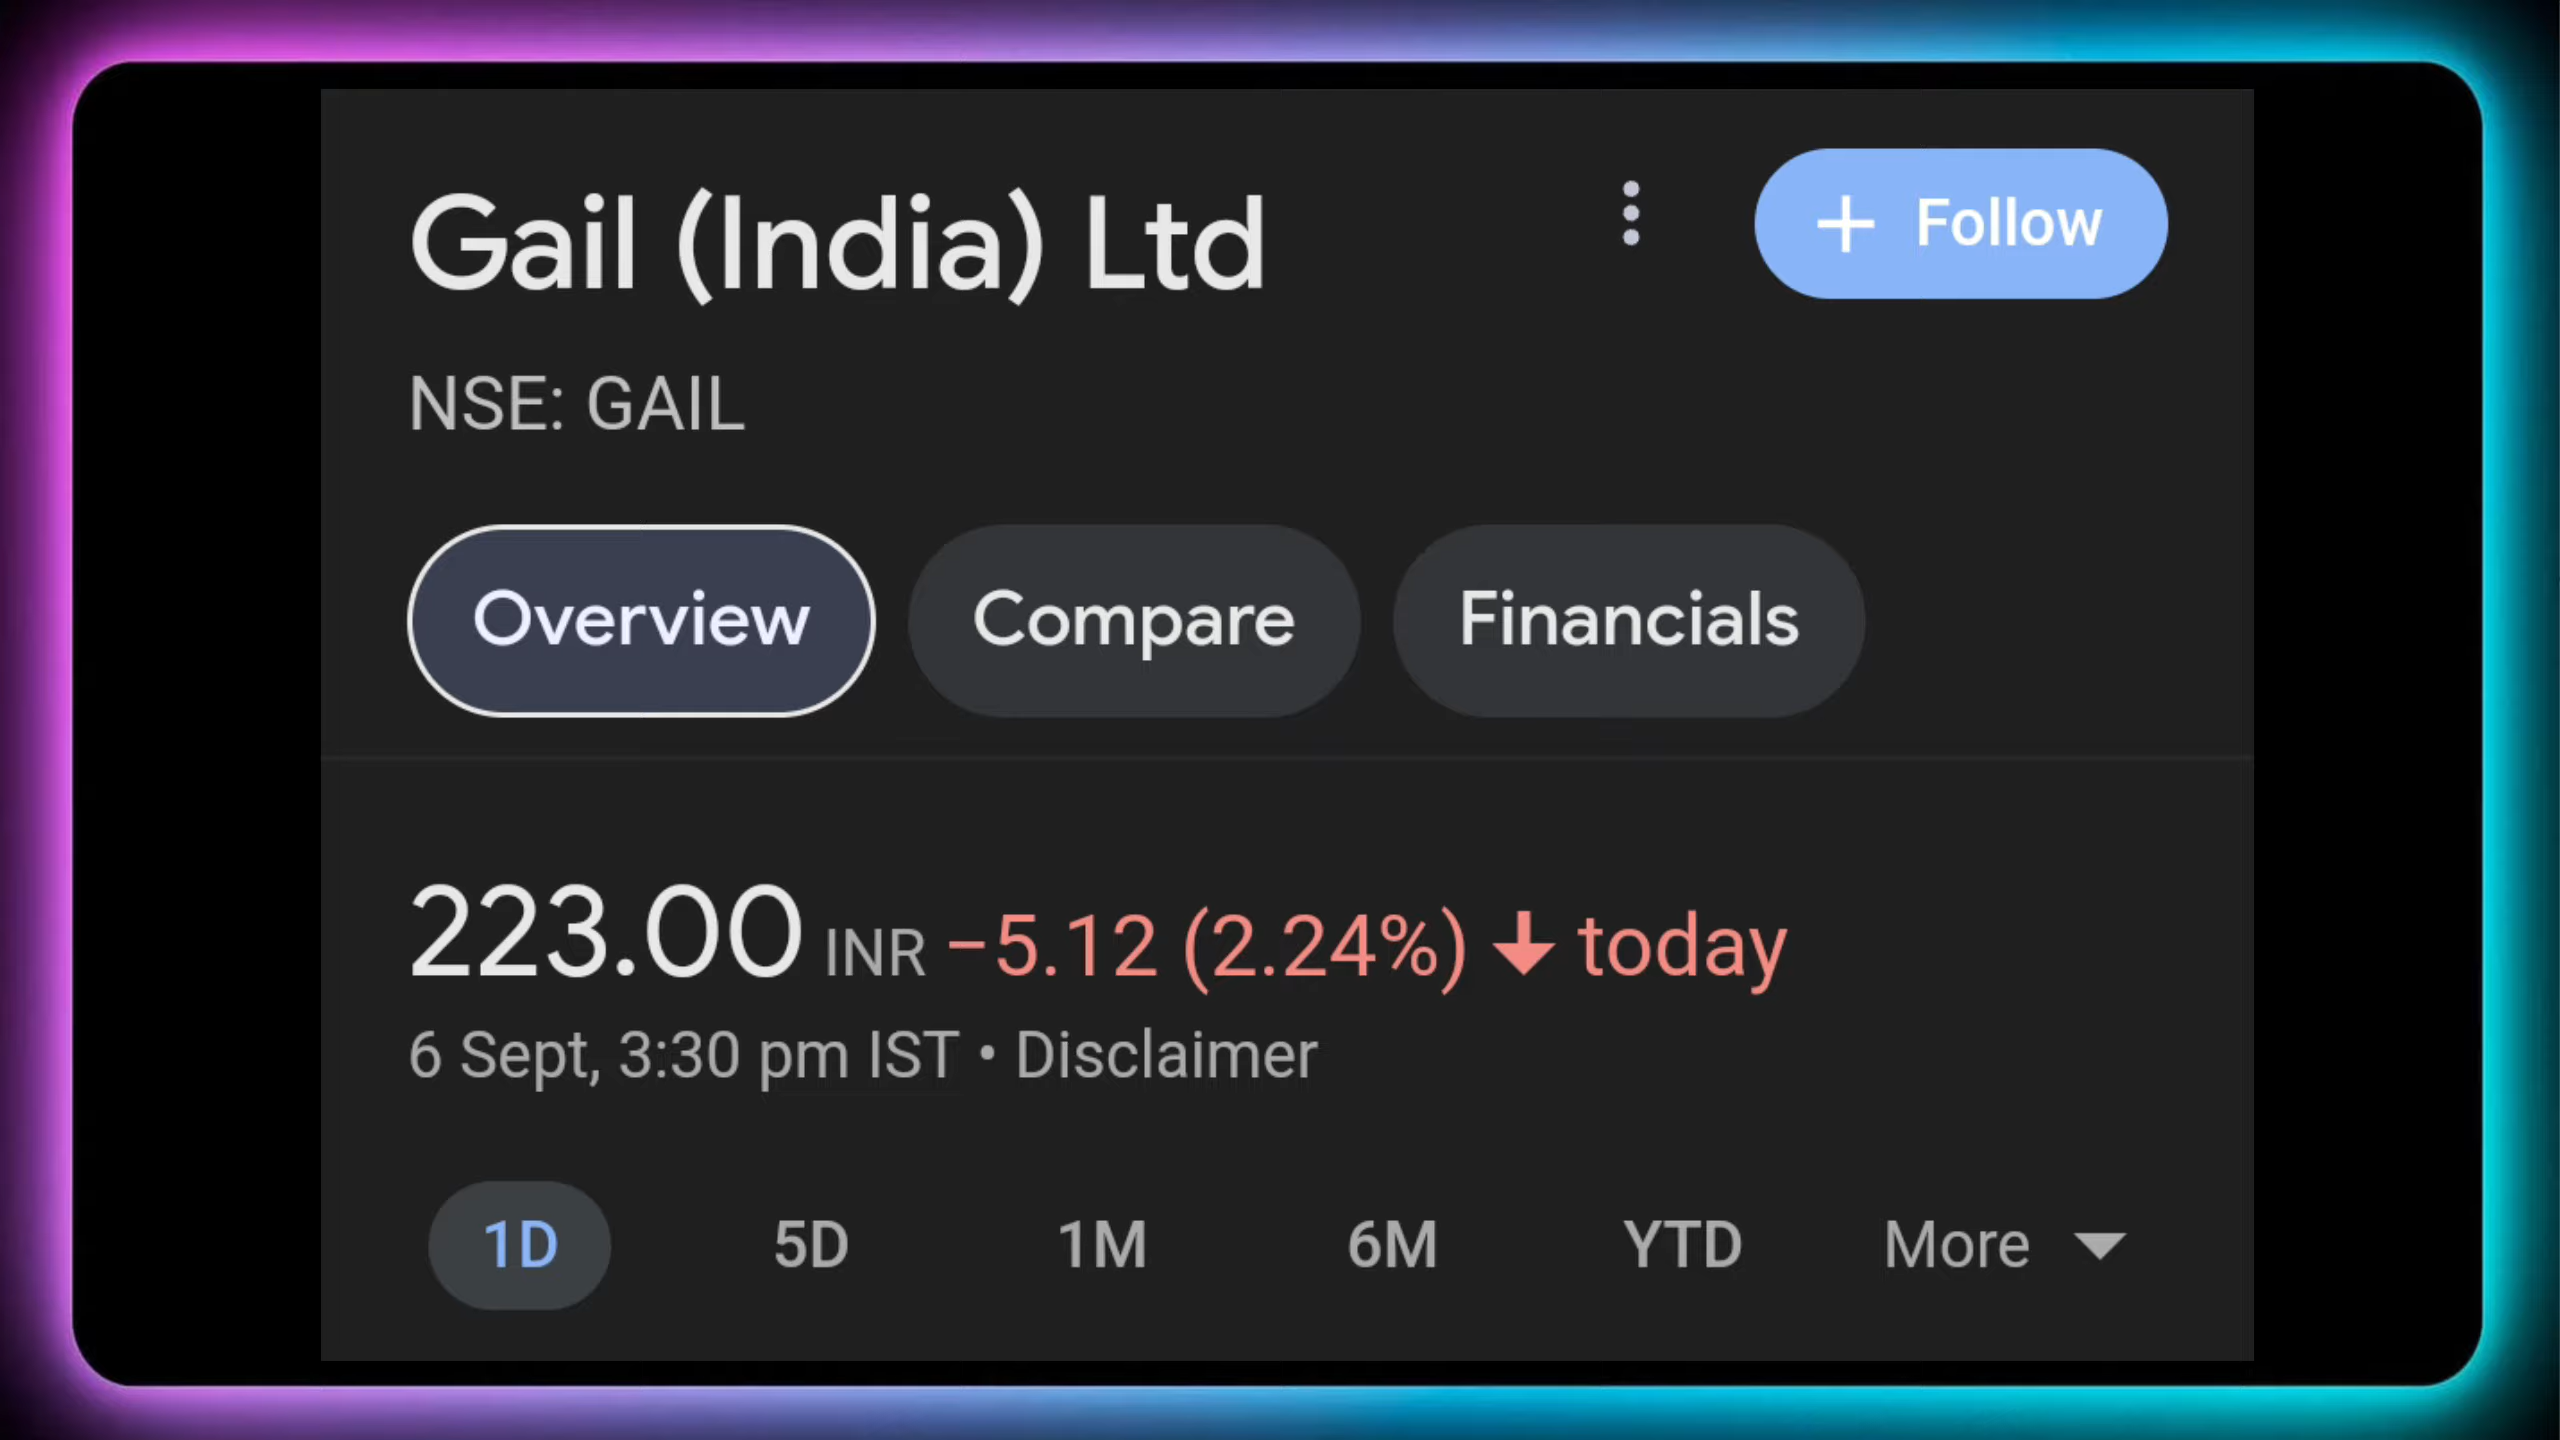 Gail (India) Ltd
+ Follow
NSE: GAIL
Overview Compare Financials
223.00 INR −5.12 (2.24%) ↓ today
6 Sept, 3:30 pm IST • Disclaimer
1D 5D 1M 6M YTD More